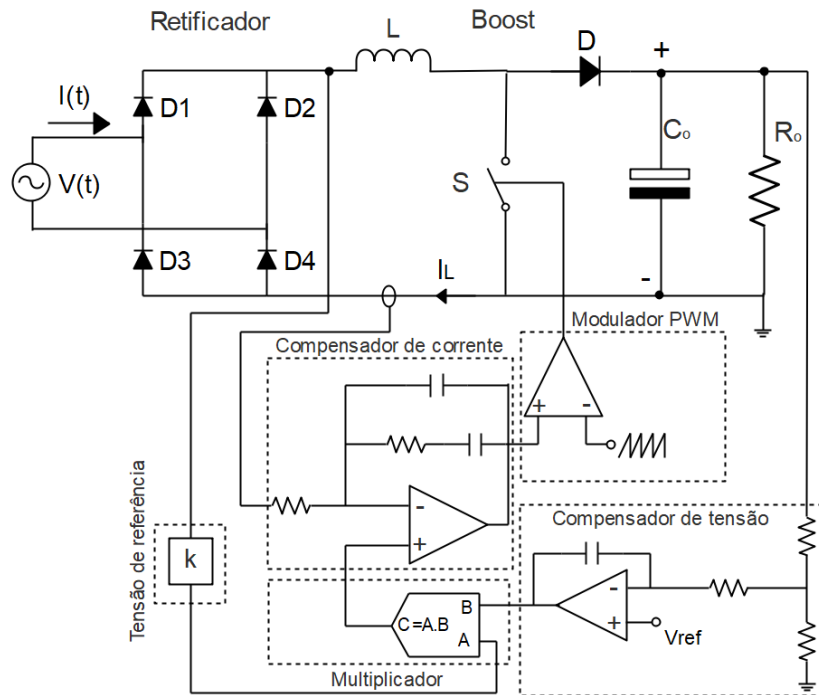 Retificador
L
Boost
D
+
I(t)
D1
D2
Co
Ro
V(t)
S
D3
D4
IL
-
Modulador PWM
Compensador de corrente
+
-
Tensão de referência
-
+
Compensador de tensão
k
B
C=A.B
A
-
+
Vref
Multiplicador